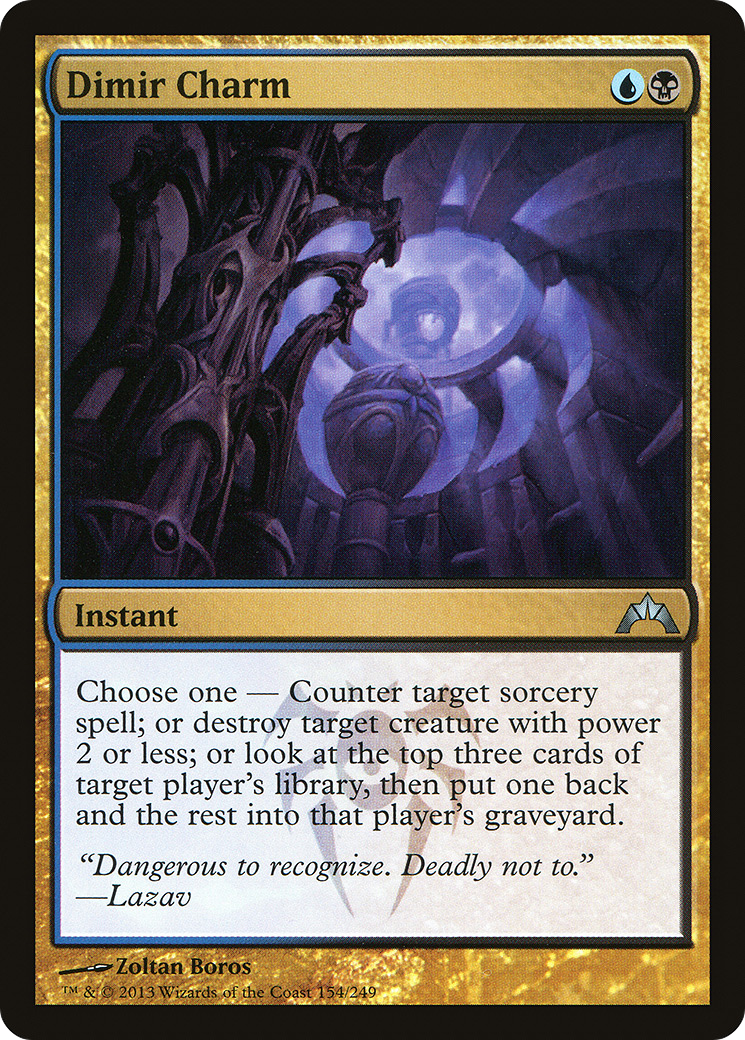 Dimir Charm
Instant
Choose one — Counter target sorcery
spell; or destroy target creature with power
2 or less; or look at the top three cards of
target player's library, then put one back
and the rest into that player's graveyard.
"Dangerous to recognize. Deadly not to."
—Lazav
Zoltan Boros
™ & © 2013 Wizards of the Coast 154/249